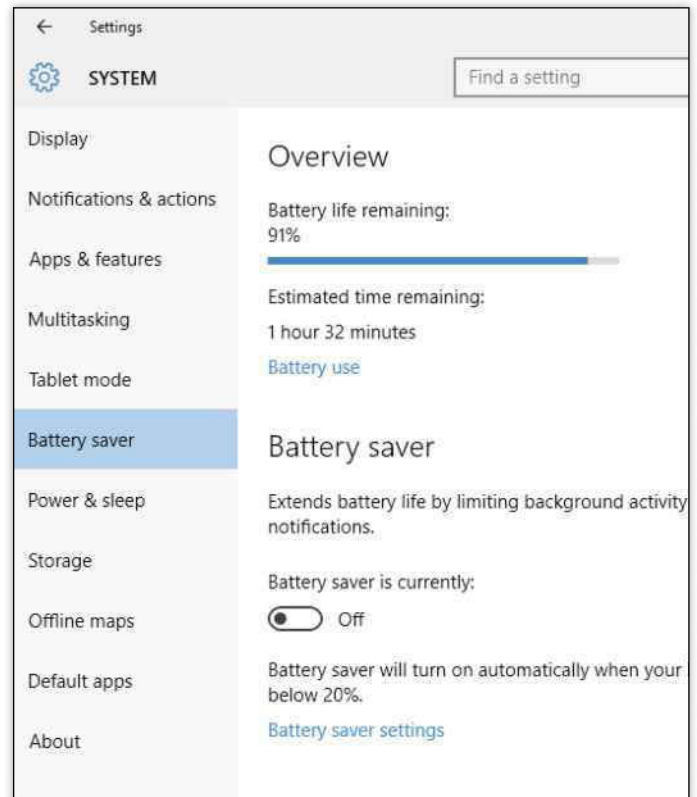 Settings
SYSTEM
Find a setting
Display
Notifications & actions
Apps & features
Multitasking
Tablet mode
Battery saver
Power & sleep
Storage
Offline maps
Default apps
About
Overview
Battery life remaining:
91%
Estimated time remaining:
1 hour 32 minutes
Battery use
Battery saver
Extends battery life by limiting background activity
notifications.
Battery saver is currently:
Off
Battery saver will turn on automatically when your
below 20%.
Battery saver settings